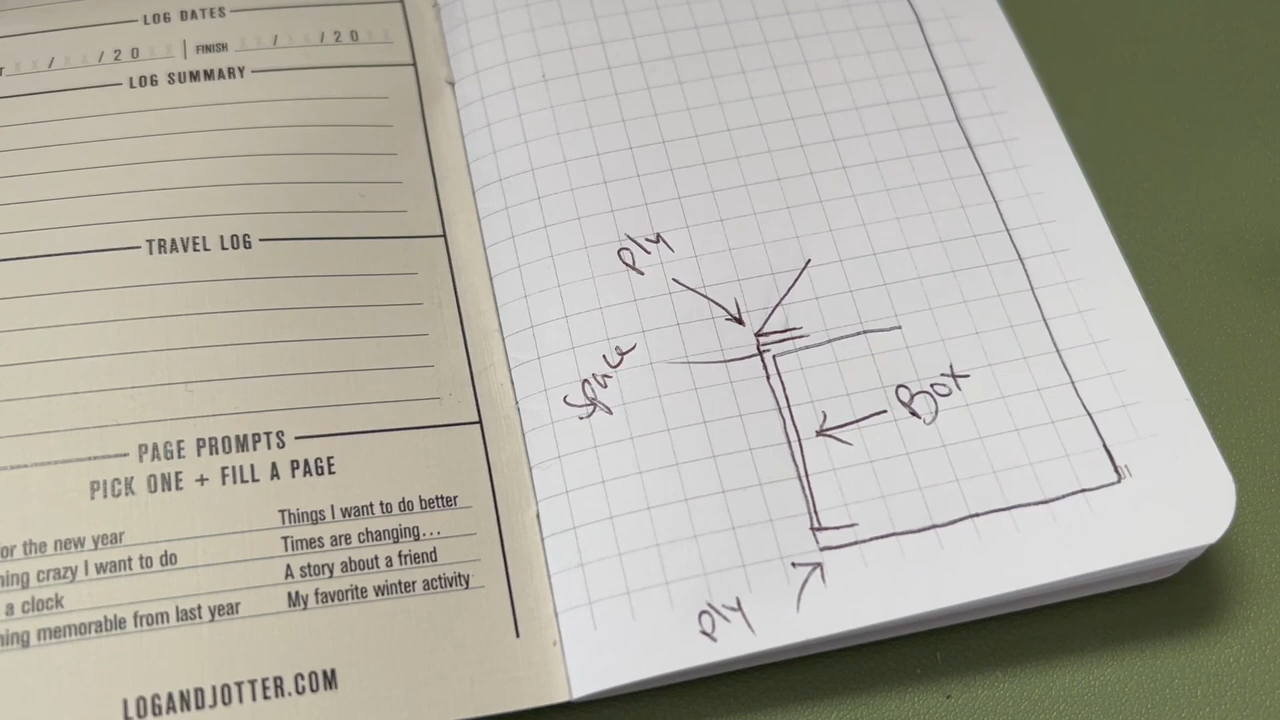 LOG DATES
/ /20 | FINISH / /20
LOG SUMMARY
TRAVEL LOG
PAGE PROMPTS
PICK ONE + FILL A PAGE
Things I want to do better
or the new year
Times are changing...
ning crazy I want to do
A story about a friend
a clock
My favorite winter activity
ning memorable from last year
LOGANDJOTTER.COM
Ply
Space
Box
Ply